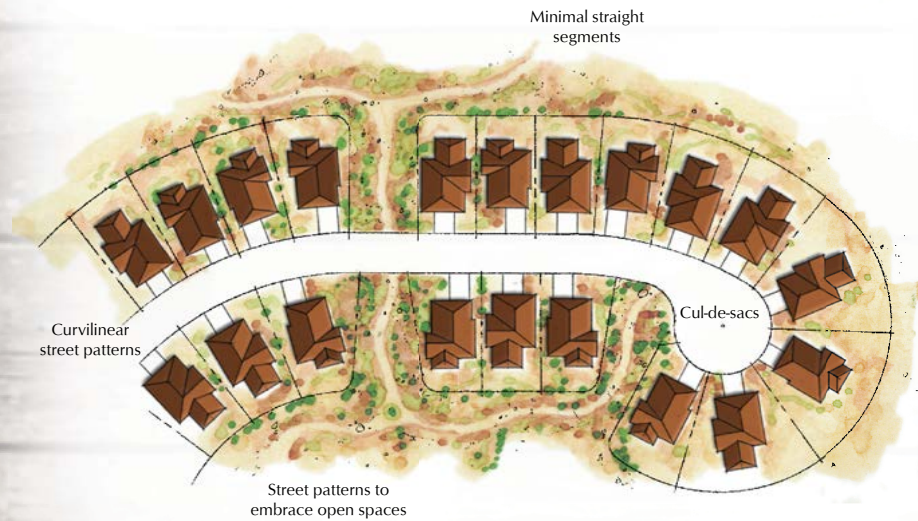 Minimal straight
segments
Cul-de-sacs
Curvilinear
street patterns
Street patterns to
embrace open spaces